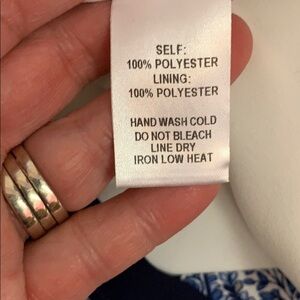 SELF:
100% POLYESTER
LINING:
100% POLYESTER
HAND WASH COLD
DO NOT BLEACH
LINE DRY
IRON LOW HEAT